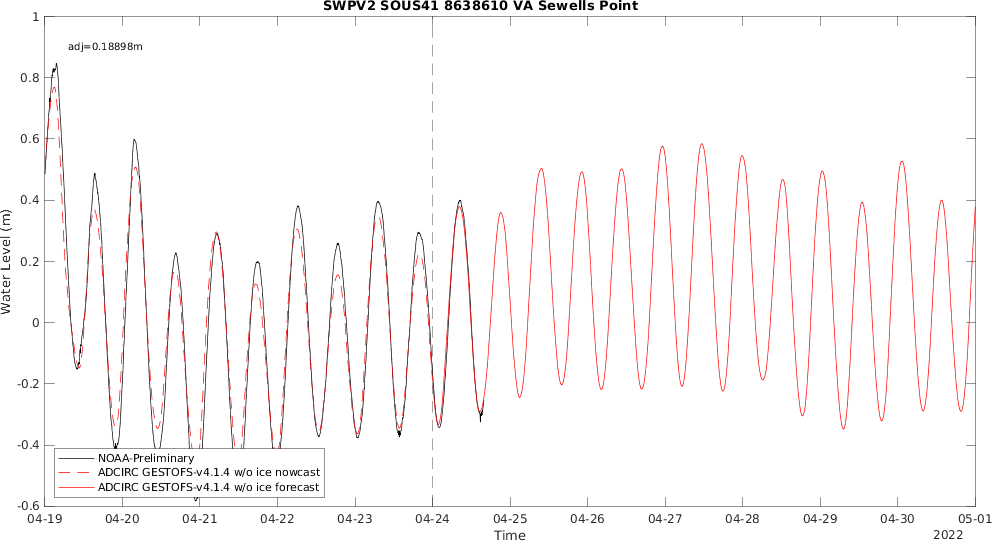 SWPV2 SOUS41 8638610 VA Sewells Point
adj=0.18898m
1
0.8
0.6
0.4
0.2
0
-0.2
-0.4
-0.6
Water Level (m)
NOAA-Preliminary
ADCIRC GESTOFS-v4.1.4 w/o ice nowcast
ADCIRC GESTOFS-v4.1.4 w/o ice forecast
04-19 04-20 04-21 04-22 04-23 04-24 04-25 04-26 04-27 04-28 04-29 04-30 05-01
Time
2022